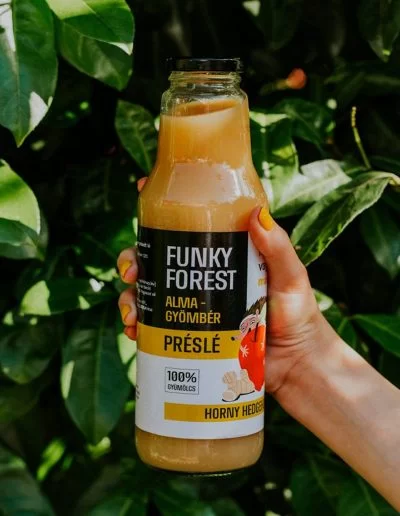 FUNKY
FOREST
ALMA -
GYÖMBÉR
PRÉSLÉ
100%
GYÜMÖLCS
HORNY HEDGE